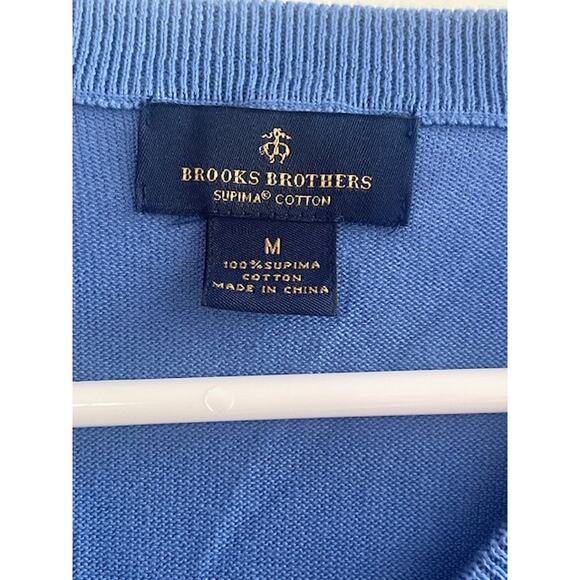 BROOKS BROTHERS
SUPIMA® COTTON
M
100% SUPIMA
COTTON
MADE IN CHINA